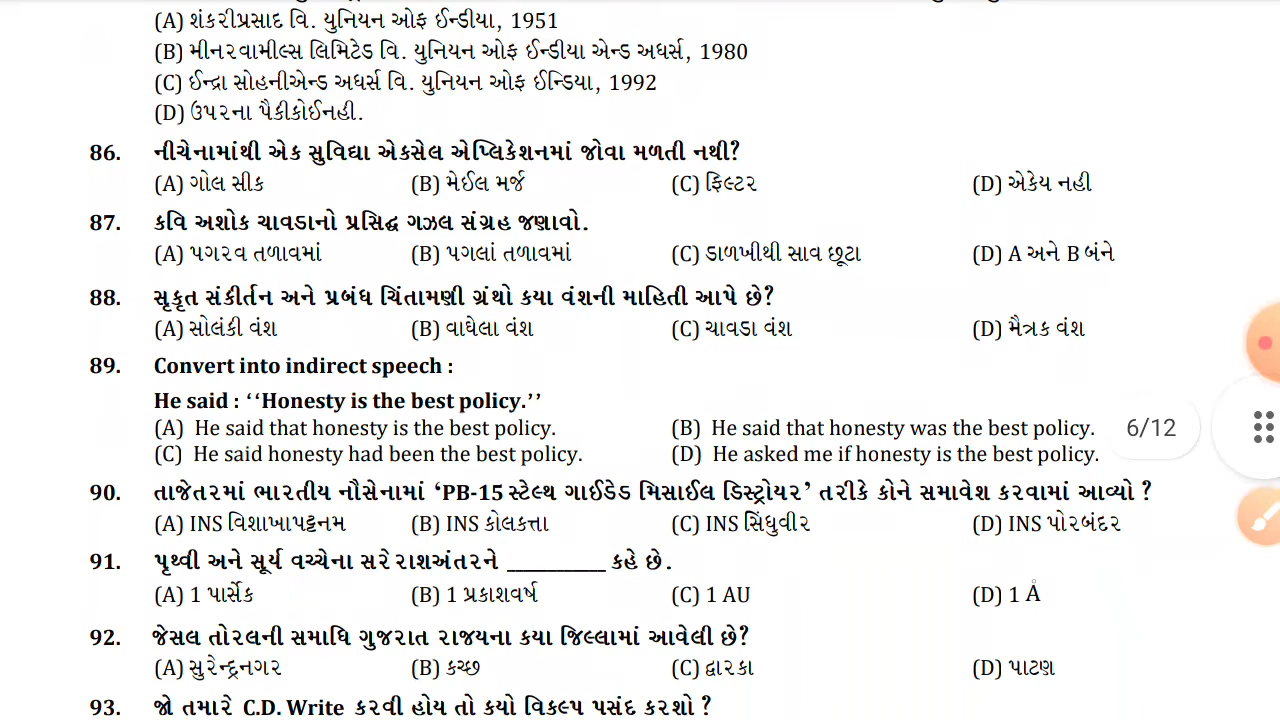 (A) શંકરીપ્રસાદ વિ. યુનિયન ઓફ ઈન્ડીયા, 1951
(B) મીનરવામીલ્સ લિમિટેડ વિ. યુનિયન ઓફ ઈન્ડીયા એન્ડ અધર્સ, 1980
(C) ઈન્દ્રા સોહનીએન્ડ અધર્સ વિ. યુનિયન ઓફ ઈન્ડિયા, 1992
(D) ઉપરના પૈકીકોઈનહી.
86. નીચેનામાંથી એક સુવિદ્યા એકસેલ એપ્લિકેશનમાં જોવા મળતી નથી?
(A) ગોલ સીક (B) મેઈલ મર્જ (C) ફિલ્ટર (D) એકેય નહી
87. કવિ અશોક ચાવડાનો પ્રસિદ્ધ ગઝલ સંગ્રહ જણાવો.
(A) પગરવ તળાવમાં (B) પગલાં તળાવમાં (C) ડાળખીથી સાવ છૂટા (D) A અને B બંને
88. સૃકૃત સંકીર્તન અને પ્રબંધ ચિંતામણી ગ્રંથો કયા વંશની માહિતી આપે છે?
(A) સોલંકી વંશ (B) વાઘેલા વંશ (C) ચાવડા વંશ (D) મૈત્રક વંશ
89. Convert into indirect speech :
He said : ‘‘Honesty is the best policy.’’
(A) He said that honesty is the best policy. (B) He said that honesty was the best policy.
(C) He said honesty had been the best policy. (D) He asked me if honesty is the best policy.
6/12
90. તાજેતરમાં ભારતીય નૌસેનામાં ‘PB-15 સ્ટેલ્થ ગાઈડેડ મિસાઈલ ડિસ્ટ્રોયર’ તરીકે કોને સમાવેશ કરવામાં આવ્યો ?
(A) INS વિશાખાપટ્ટનમ (B) INS કોલકત્તા (C) INS સિંધુવીર (D) INS પોરબંદર
91. પૃથ્વી અને સૂર્ય વચ્ચેના સરેરાશઅંતરને _________ કહે છે.
(A) 1 પાર્સેક (B) 1 પ્રકાશવર્ષ (C) 1 AU (D) 1 Å
92. જેસલ તોરલની સમાધિ ગુજરાત રાજયના કયા જિલ્લામાં આવેલી છે?
(A) સુરેન્દ્રનગર (B) કચ્છ (C) દ્વારકા (D) પાટણ
93. જો તમારે C.D. Write કરવી હોય તો કયો વિકલ્પ પસંદ કરશો ?